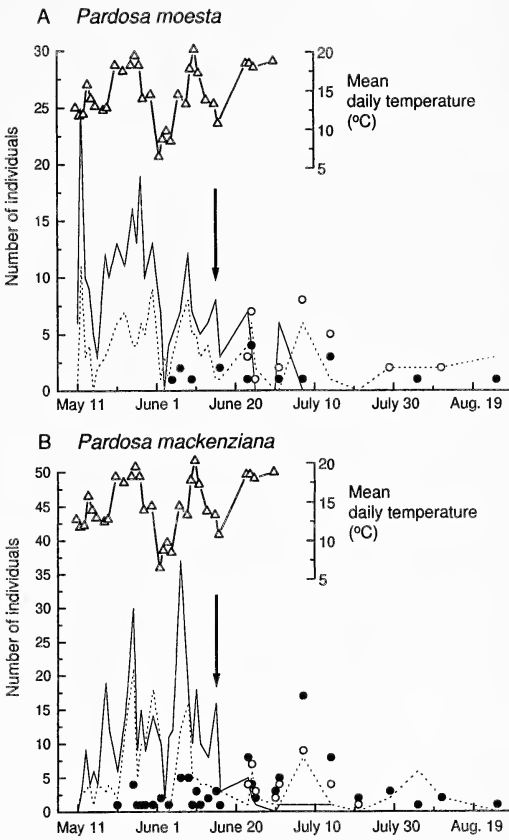 A Pardosa moesta
30
25
20
15
10
5
0
Number of individuals
20
15
10
5
Mean
daily temperature
(ºC)
May 11 June 1 June 20 July 10 July 30 Aug. 19
B Pardosa mackenziana
50
45
40
35
30
25
20
15
10
5
0
Number of individuals
20
15
10
5
Mean
daily temperature
(ºC)
May 11 June 1 June 20 July 10 July 30 Aug. 19